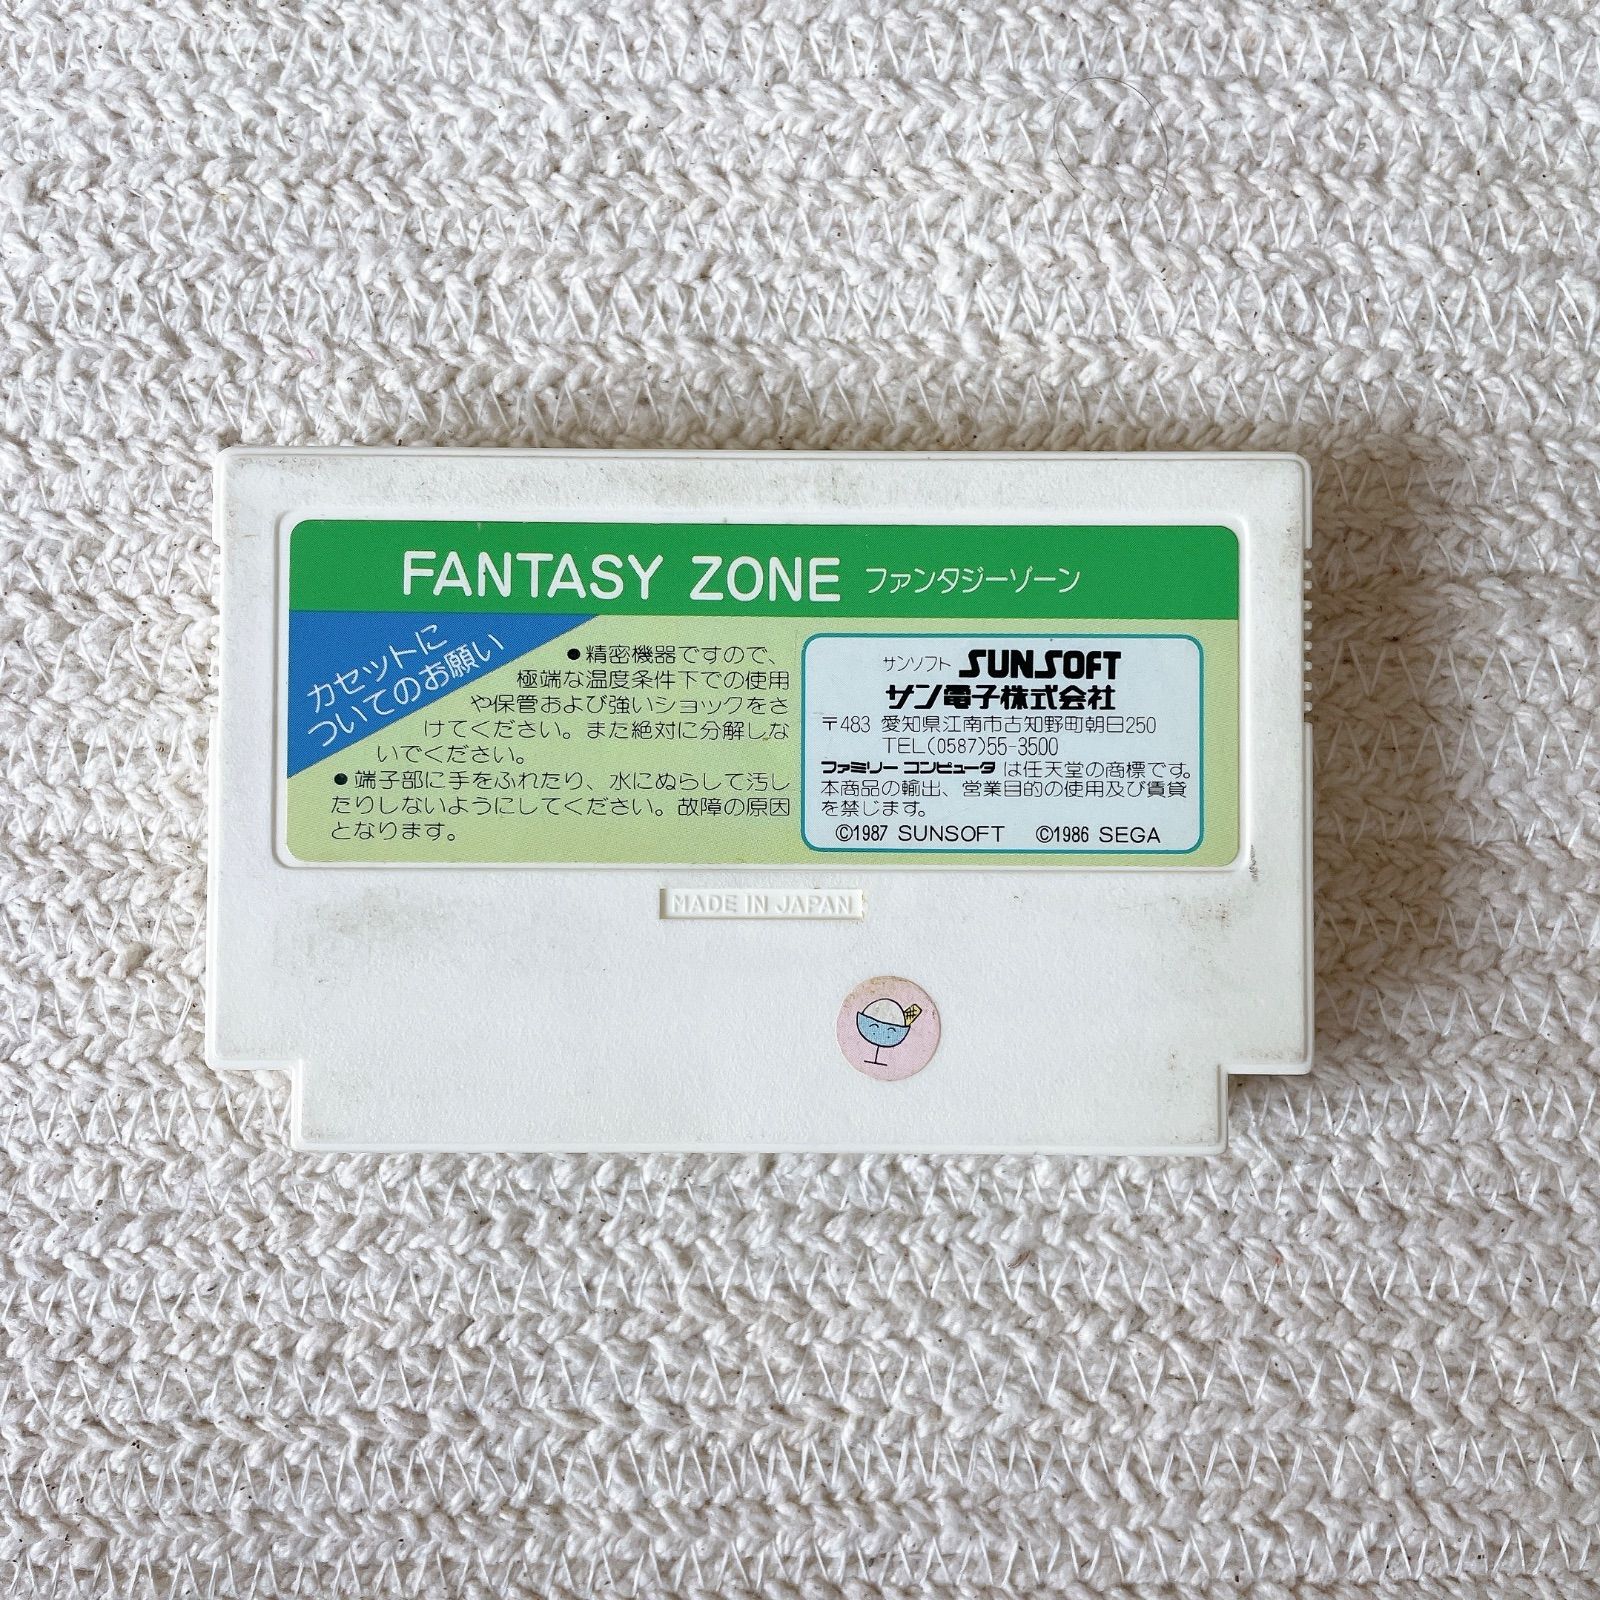 FANTASY ZONE ファンタジーゾーン
カセットに
ついてのお願い
●精密機器ですので、
極端な温度条件下での使用
や保管および強いショックをさ
けてください。また絶対に分解しな
いでください。
●端子部に手をふれたり、水にぬらして汚し
たりしないようにしてください。故障の原因
となります。
サンソフト SUNSOFT
サン電子株式会社
〒483 愛知県江南市古知野町朝日250
TEL(0587)55-3500
ファミリーコンピュータ は任天堂の商標です。
本商品の輸出、営業目的の使用及び賃貸
を禁じます。
©1987 SUNSOFT ©1986 SEGA
MADE IN JAPAN